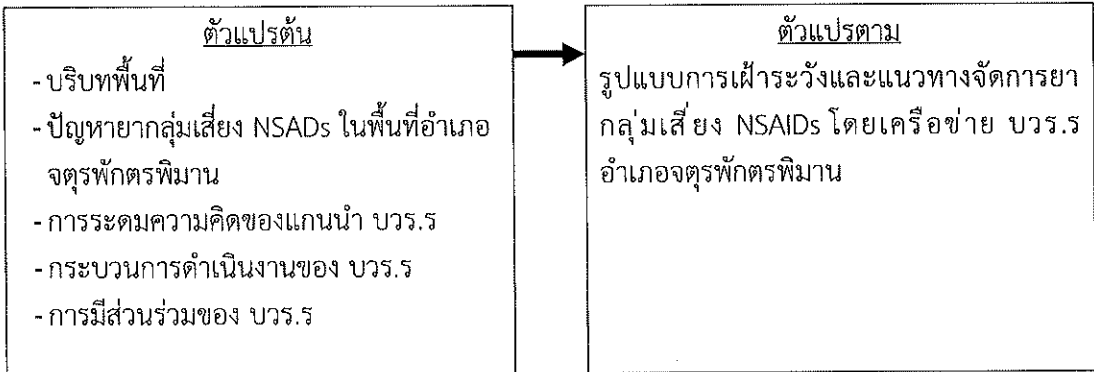 ตัวแปรต้น
- บริบทพื้นที่
- ปัญหายากลุ่มเสี่ยง NSADs ในพื้นที่อำเภอ
จตุรพักตรพิมาน
- การระดมความคิดของแกนนำ บวร.ร
- กระบวนการดำเนินงานของ บวร.ร
- การมีส่วนร่วมของ บวร.ร
ตัวแปรตาม
รูปแบบการเฝ้าระวังและแนวทางจัดการยา
กลุ่มเสี่ยง NSAIDs โดยเครือข่าย บวร.ร
อำเภอจตุรพักตรพิมาน